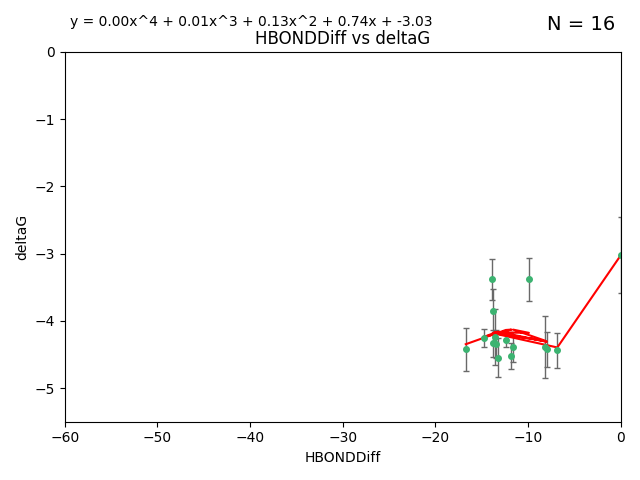 y = 0.00x^4 + 0.01x^3 + 0.13x^2 + 0.74x + -3.03
N = 16
HBONDDiff vs deltaG
0
−1
−2
−3
−4
−5
deltaG
−60
−50
−40
−30
−20
−10
0
HBONDDiff